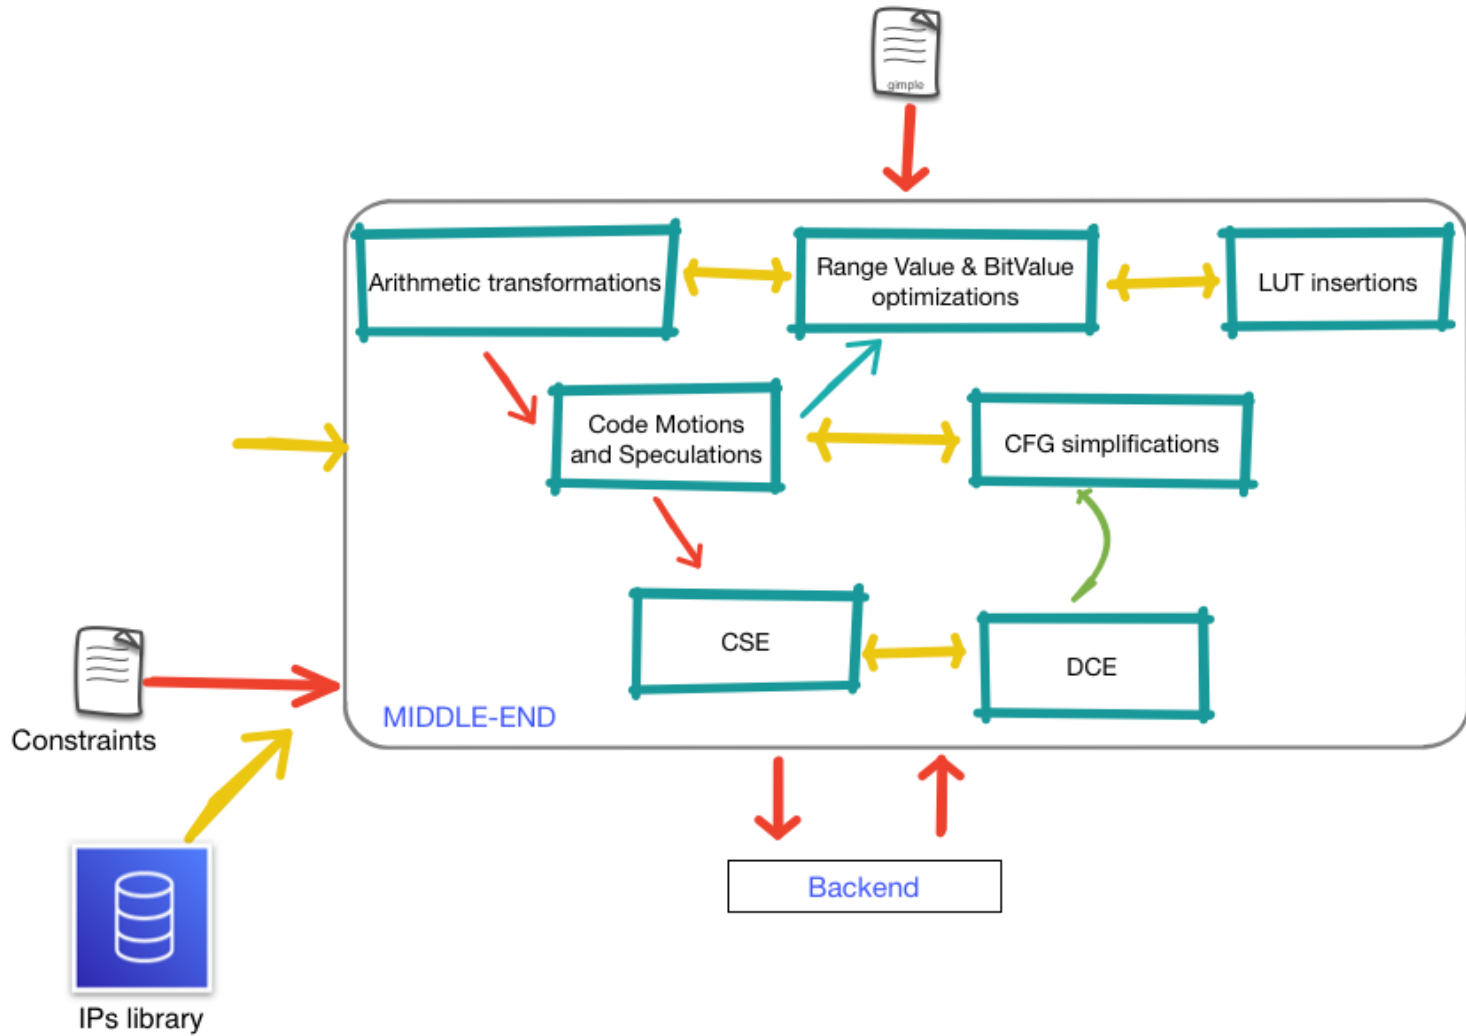 gimple
Arithmetic transformations
Range Value & BitValue
optimizations
LUT insertions
Code Motions
and Speculations
CFG simplifications
CSE
DCE
MIDDLE-END
Constraints
Backend
IPs library